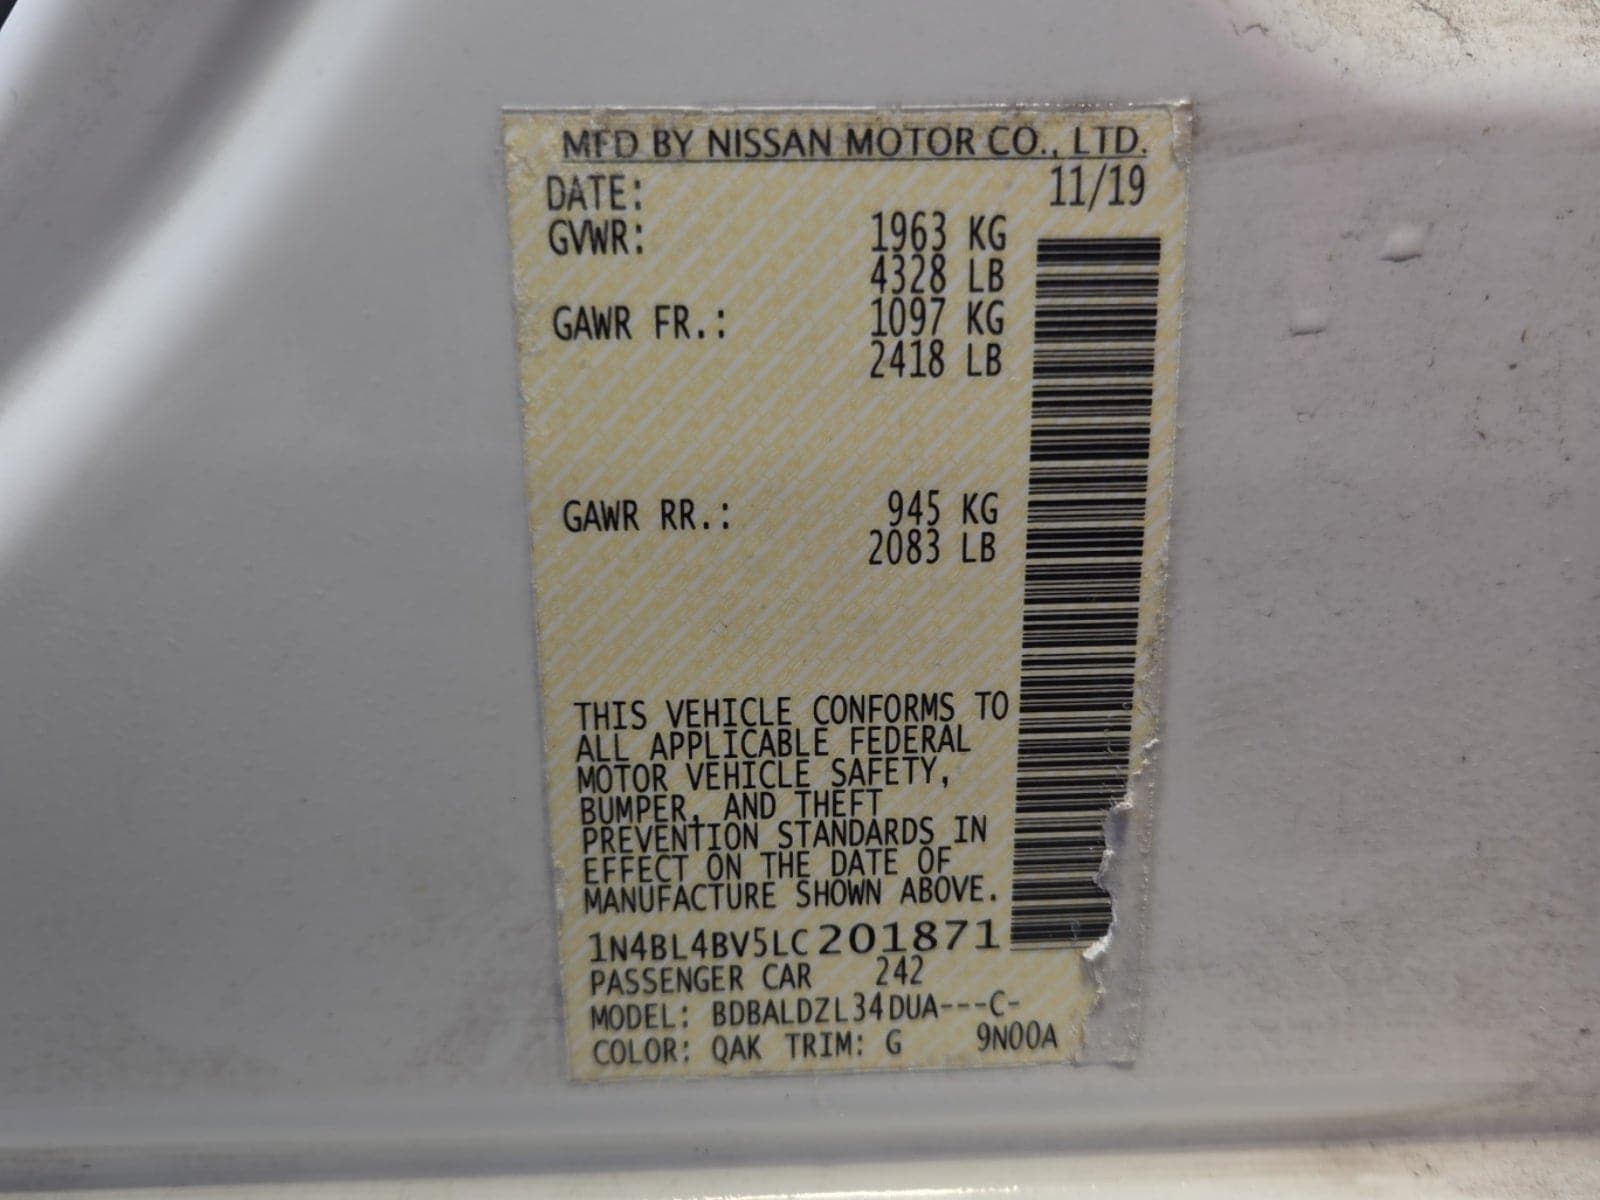 MFD BY NISSAN MOTOR CO., LTD.
DATE: 11/19
GVWR: 1963 KG
4328 LB
GAWR FR.: 1097 KG
2418 LB
GAWR RR.: 945 KG
2083 LB
THIS VEHICLE CONFORMS TO
ALL APPLICABLE FEDERAL
MOTOR VEHICLE SAFETY,
BUMPER, AND THEFT
PREVENTION STANDARDS IN
EFFECT ON THE DATE OF
MANUFACTURE SHOWN ABOVE.
1N4BL4BV5LC201871
PASSENGER CAR 242
MODEL: BDBALDZL34DUA---C-
COLOR: QAK TRIM: G 9N00A